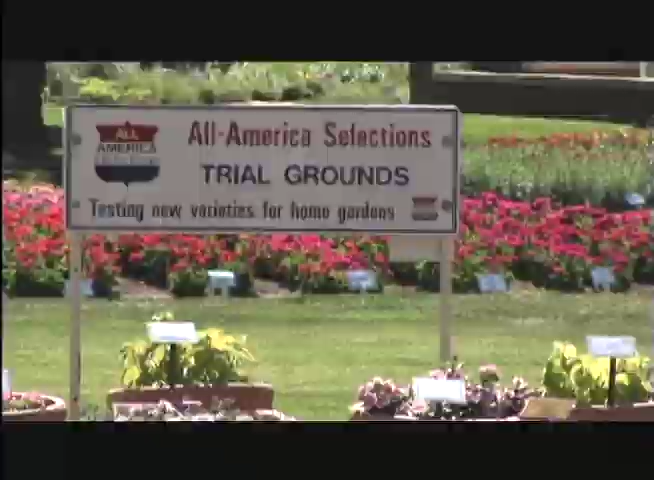 ALL
AMERICA
All-America Selections
TRIAL GROUNDS
Testing new varieties for home gardens